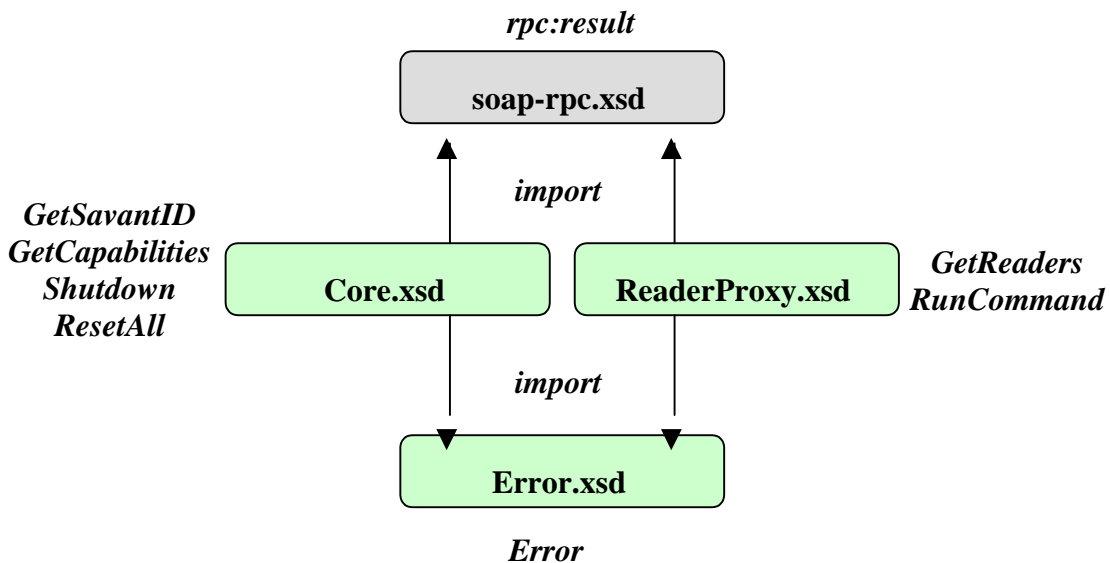 rpc:result
soap-rpc.xsd
import
GetSavantID
GetCapabilities
Shutdown
ResetAll
Core.xsd
ReaderProxy.xsd
GetReaders
RunCommand
import
Error.xsd
Error